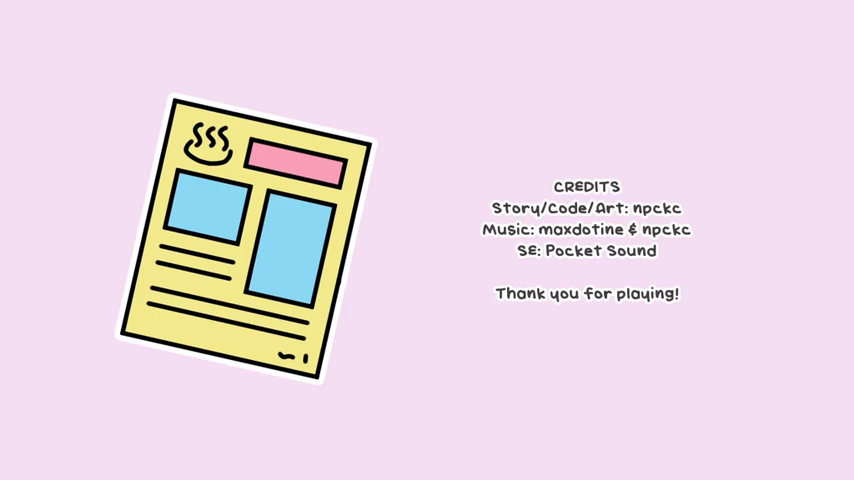 CREDITS
Story/Code/Art: npckc
Music: maxdotine & npckc
SE: Pocket Sound
Thank you for playing!